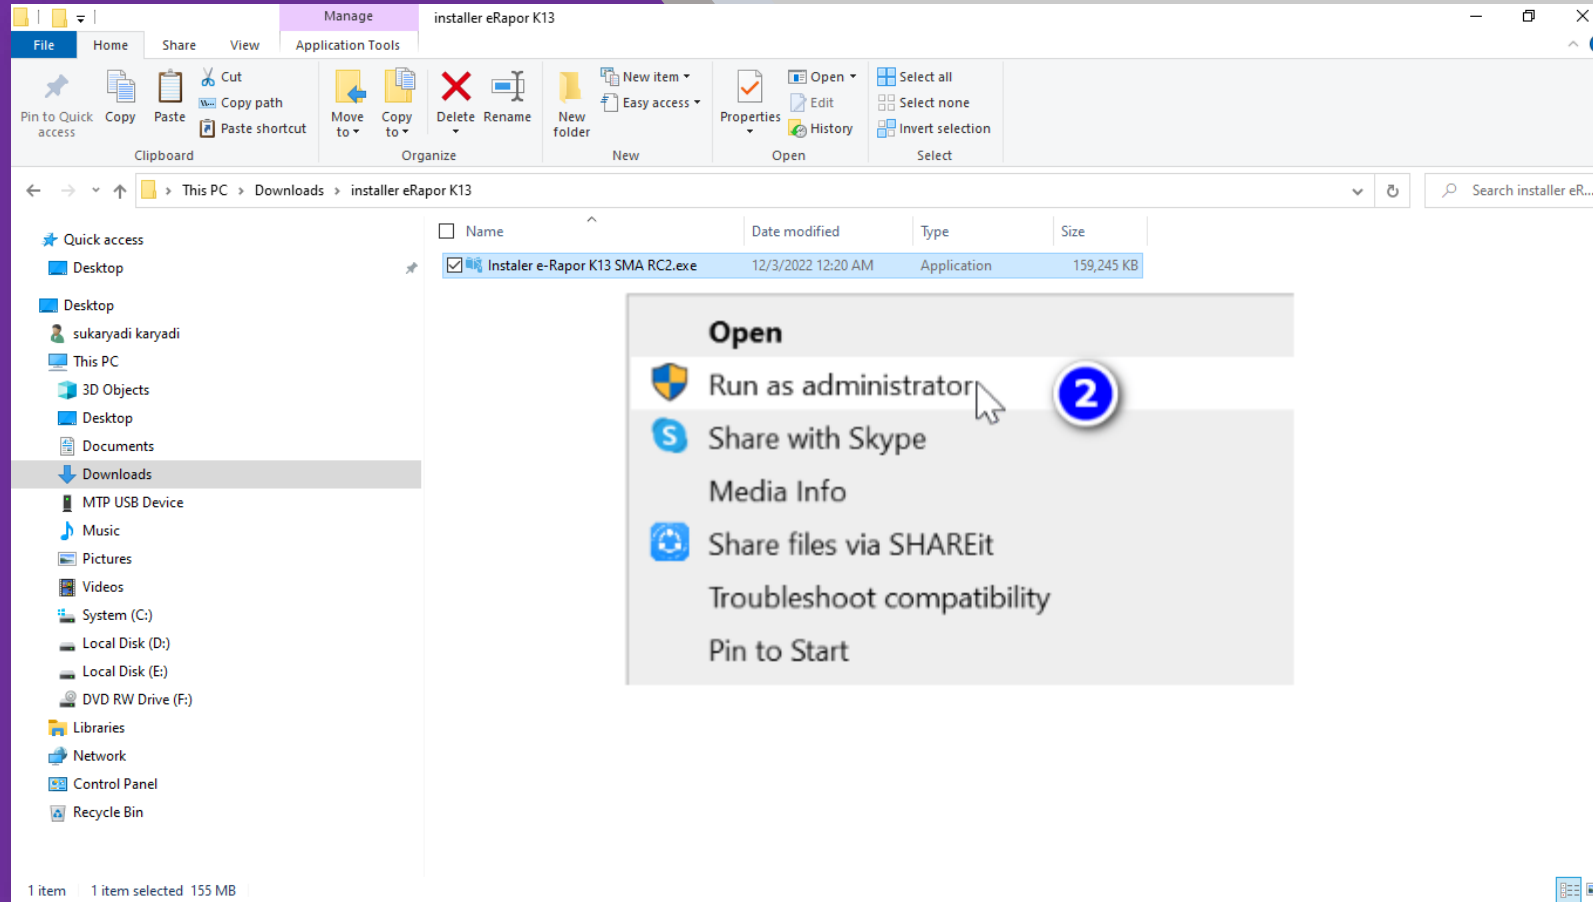 Manage
installer eRapor K13
File Home Share View Application Tools
Pin to Quick access
Copy
Paste
Cut
Copy path
Paste shortcut
Clipboard
Move to
Copy to
Delete
Rename
Organize
New folder
New item
Easy access
New
Properties
Open
Edit
History
Open
Select all
Select none
Invert selection
Select
This PC > Downloads > installer eRapor K13
Search installer eR...
Quick access
Desktop
Desktop
sukaryadi karyadi
This PC
3D Objects
Desktop
Documents
Downloads
MTP USB Device
Music
Pictures
Videos
System (C:)
Local Disk (D:)
Local Disk (E:)
DVD RW Drive (F:)
Libraries
Network
Control Panel
Recycle Bin
Name Date modified Type Size
Instaler e-Rapor K13 SMA RC2.exe 12/3/2022 12:20 AM Application 159,245 KB
Open
Run as administrator 2
Share with Skype
Media Info
Share files via SHAREit
Troubleshoot compatibility
Pin to Start
1 item 1 item selected 155 MB